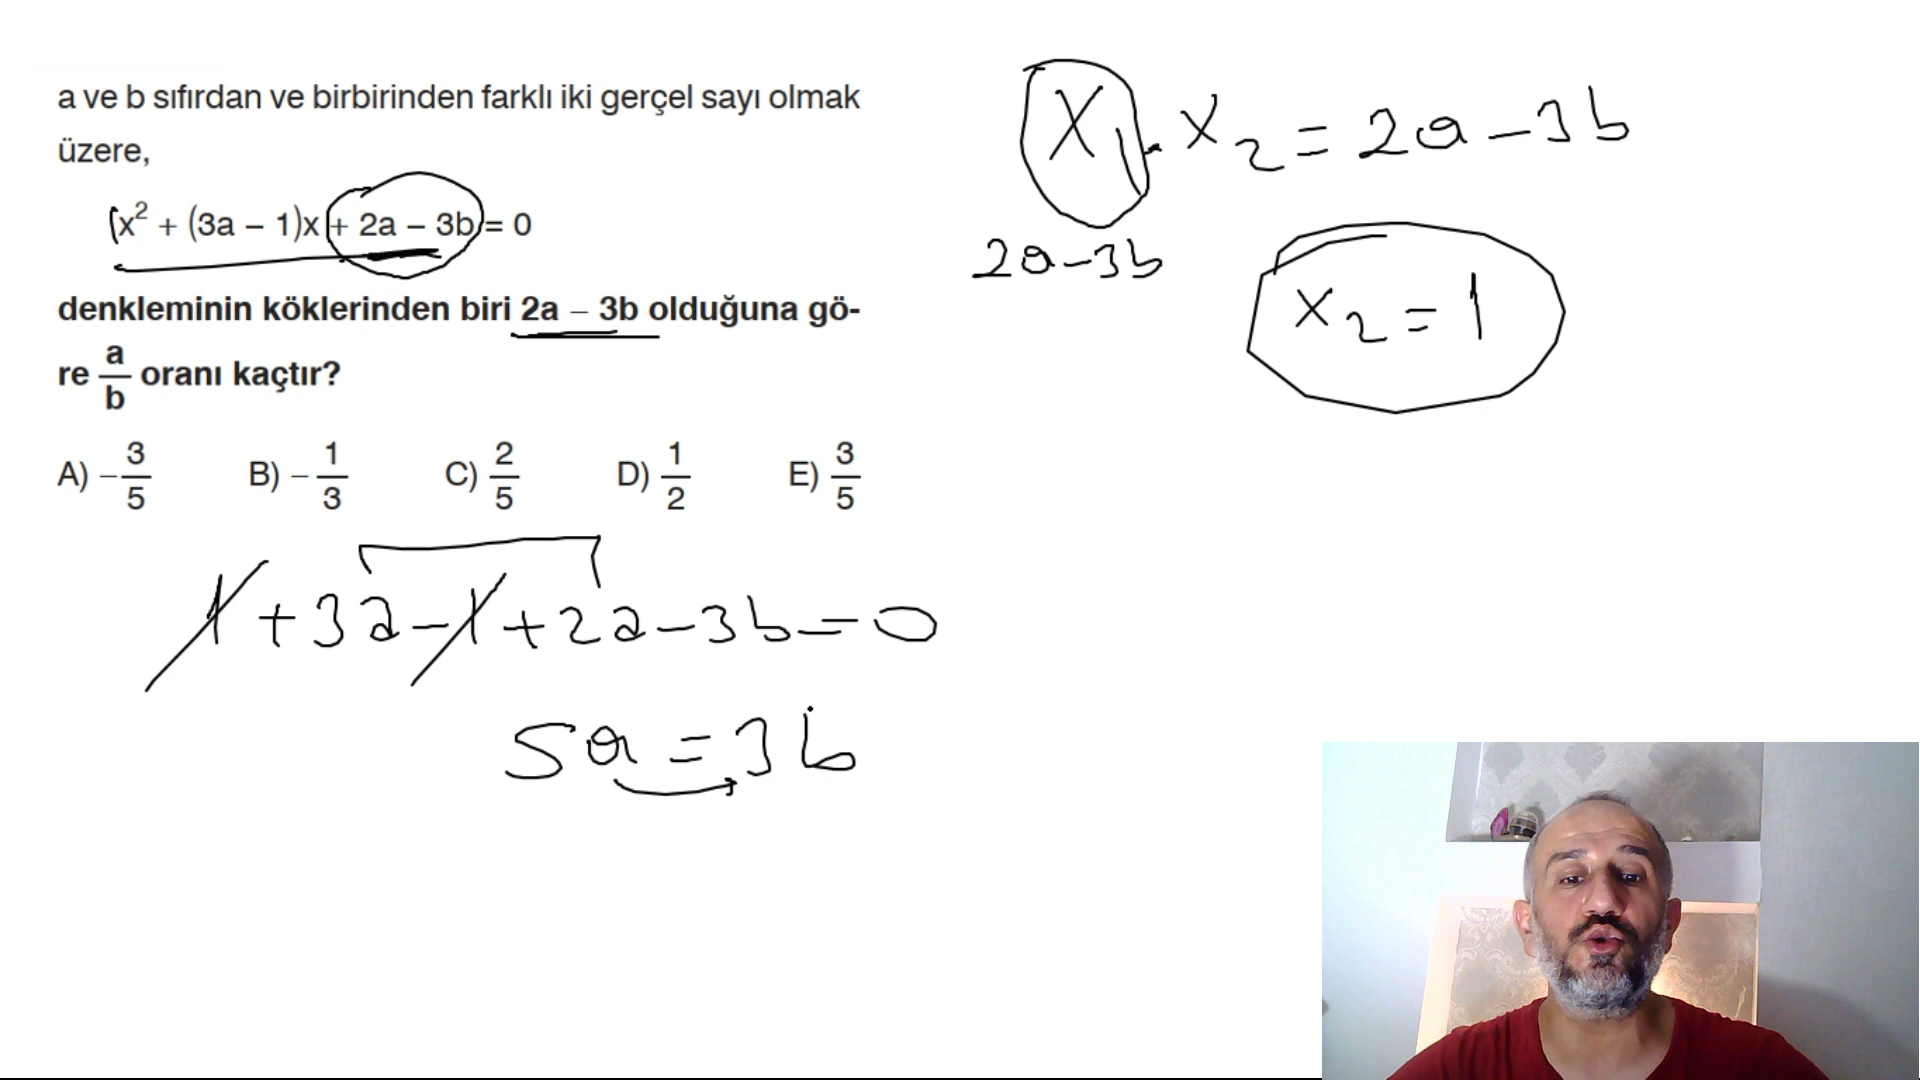 a ve b sıfırdan ve birbirinden farklı iki gerçel sayı olmak
üzere,
x² + (3a – 1)x + 2a – 3b = 0
denkleminin köklerinden biri 2a – 3b olduğuna gö-
re a/b oranı kaçtır?
A) –3/5 B) –1/3 C) 2/5 D) 1/2 E) 3/5
1 + 3a – 1 + 2a – 3b = 0
5a = 3b
x₁ . x₂ = 2a – 3b
2a – 3b
x₂ = 1